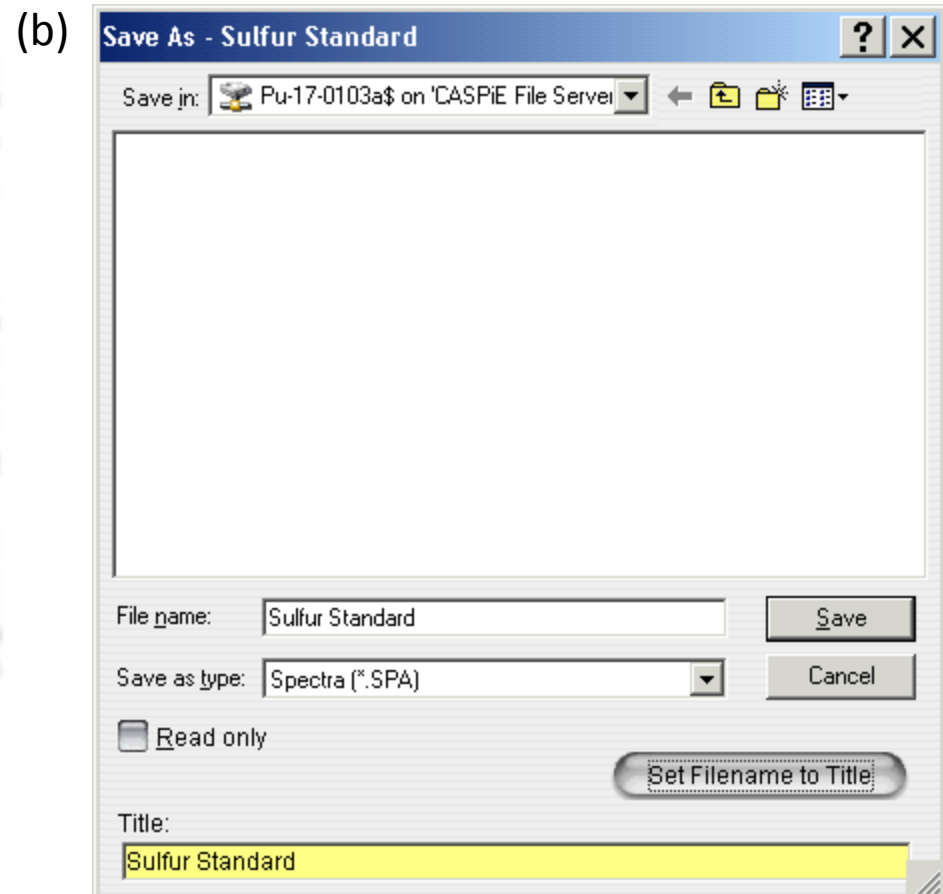 (b)
Save As - Sulfur Standard
Save in: Pu-17-0103a$ on 'CASPiE File Server
File name: Sulfur Standard Save
Save as type: Spectra (*.SPA) Cancel
Read only
Set Filename to Title
Title:
Sulfur Standard